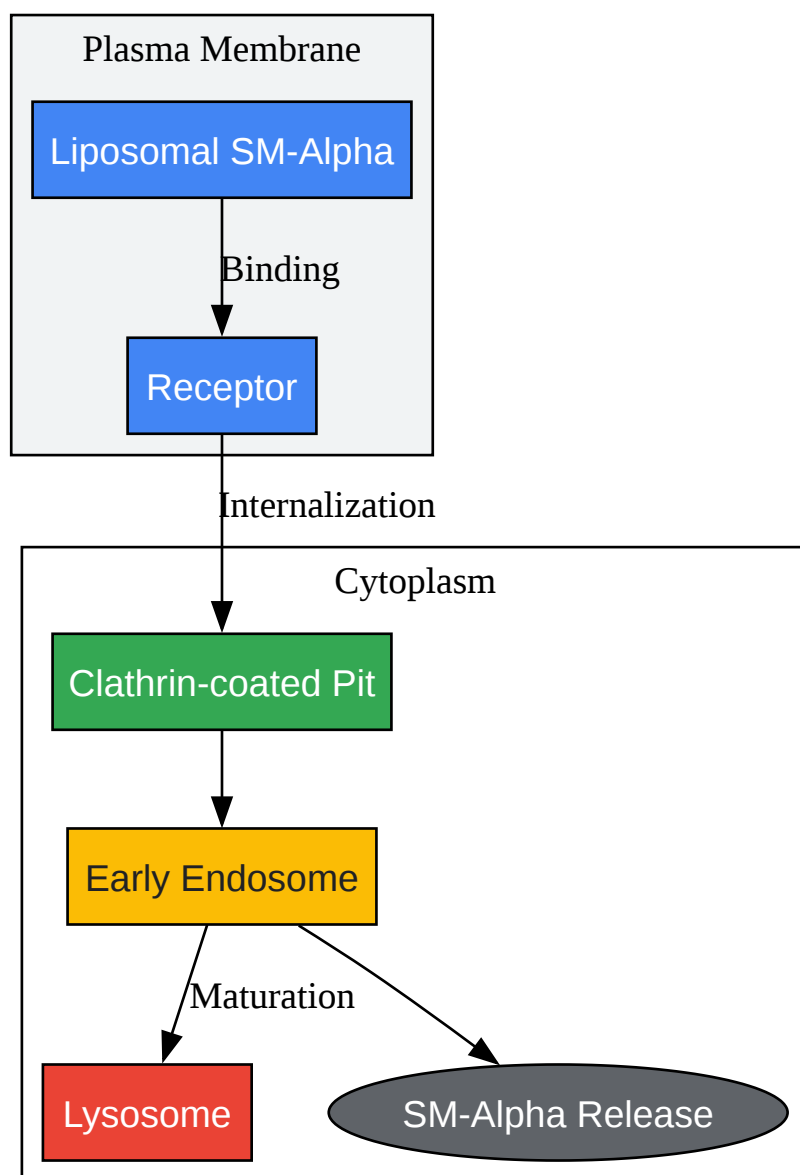 Plasma Membrane
Liposomal SM-Alpha
Binding
Receptor
Internalization
Cytoplasm
Clathrin-coated Pit
Early Endosome
Maturation
Lysosome
SM-Alpha Release